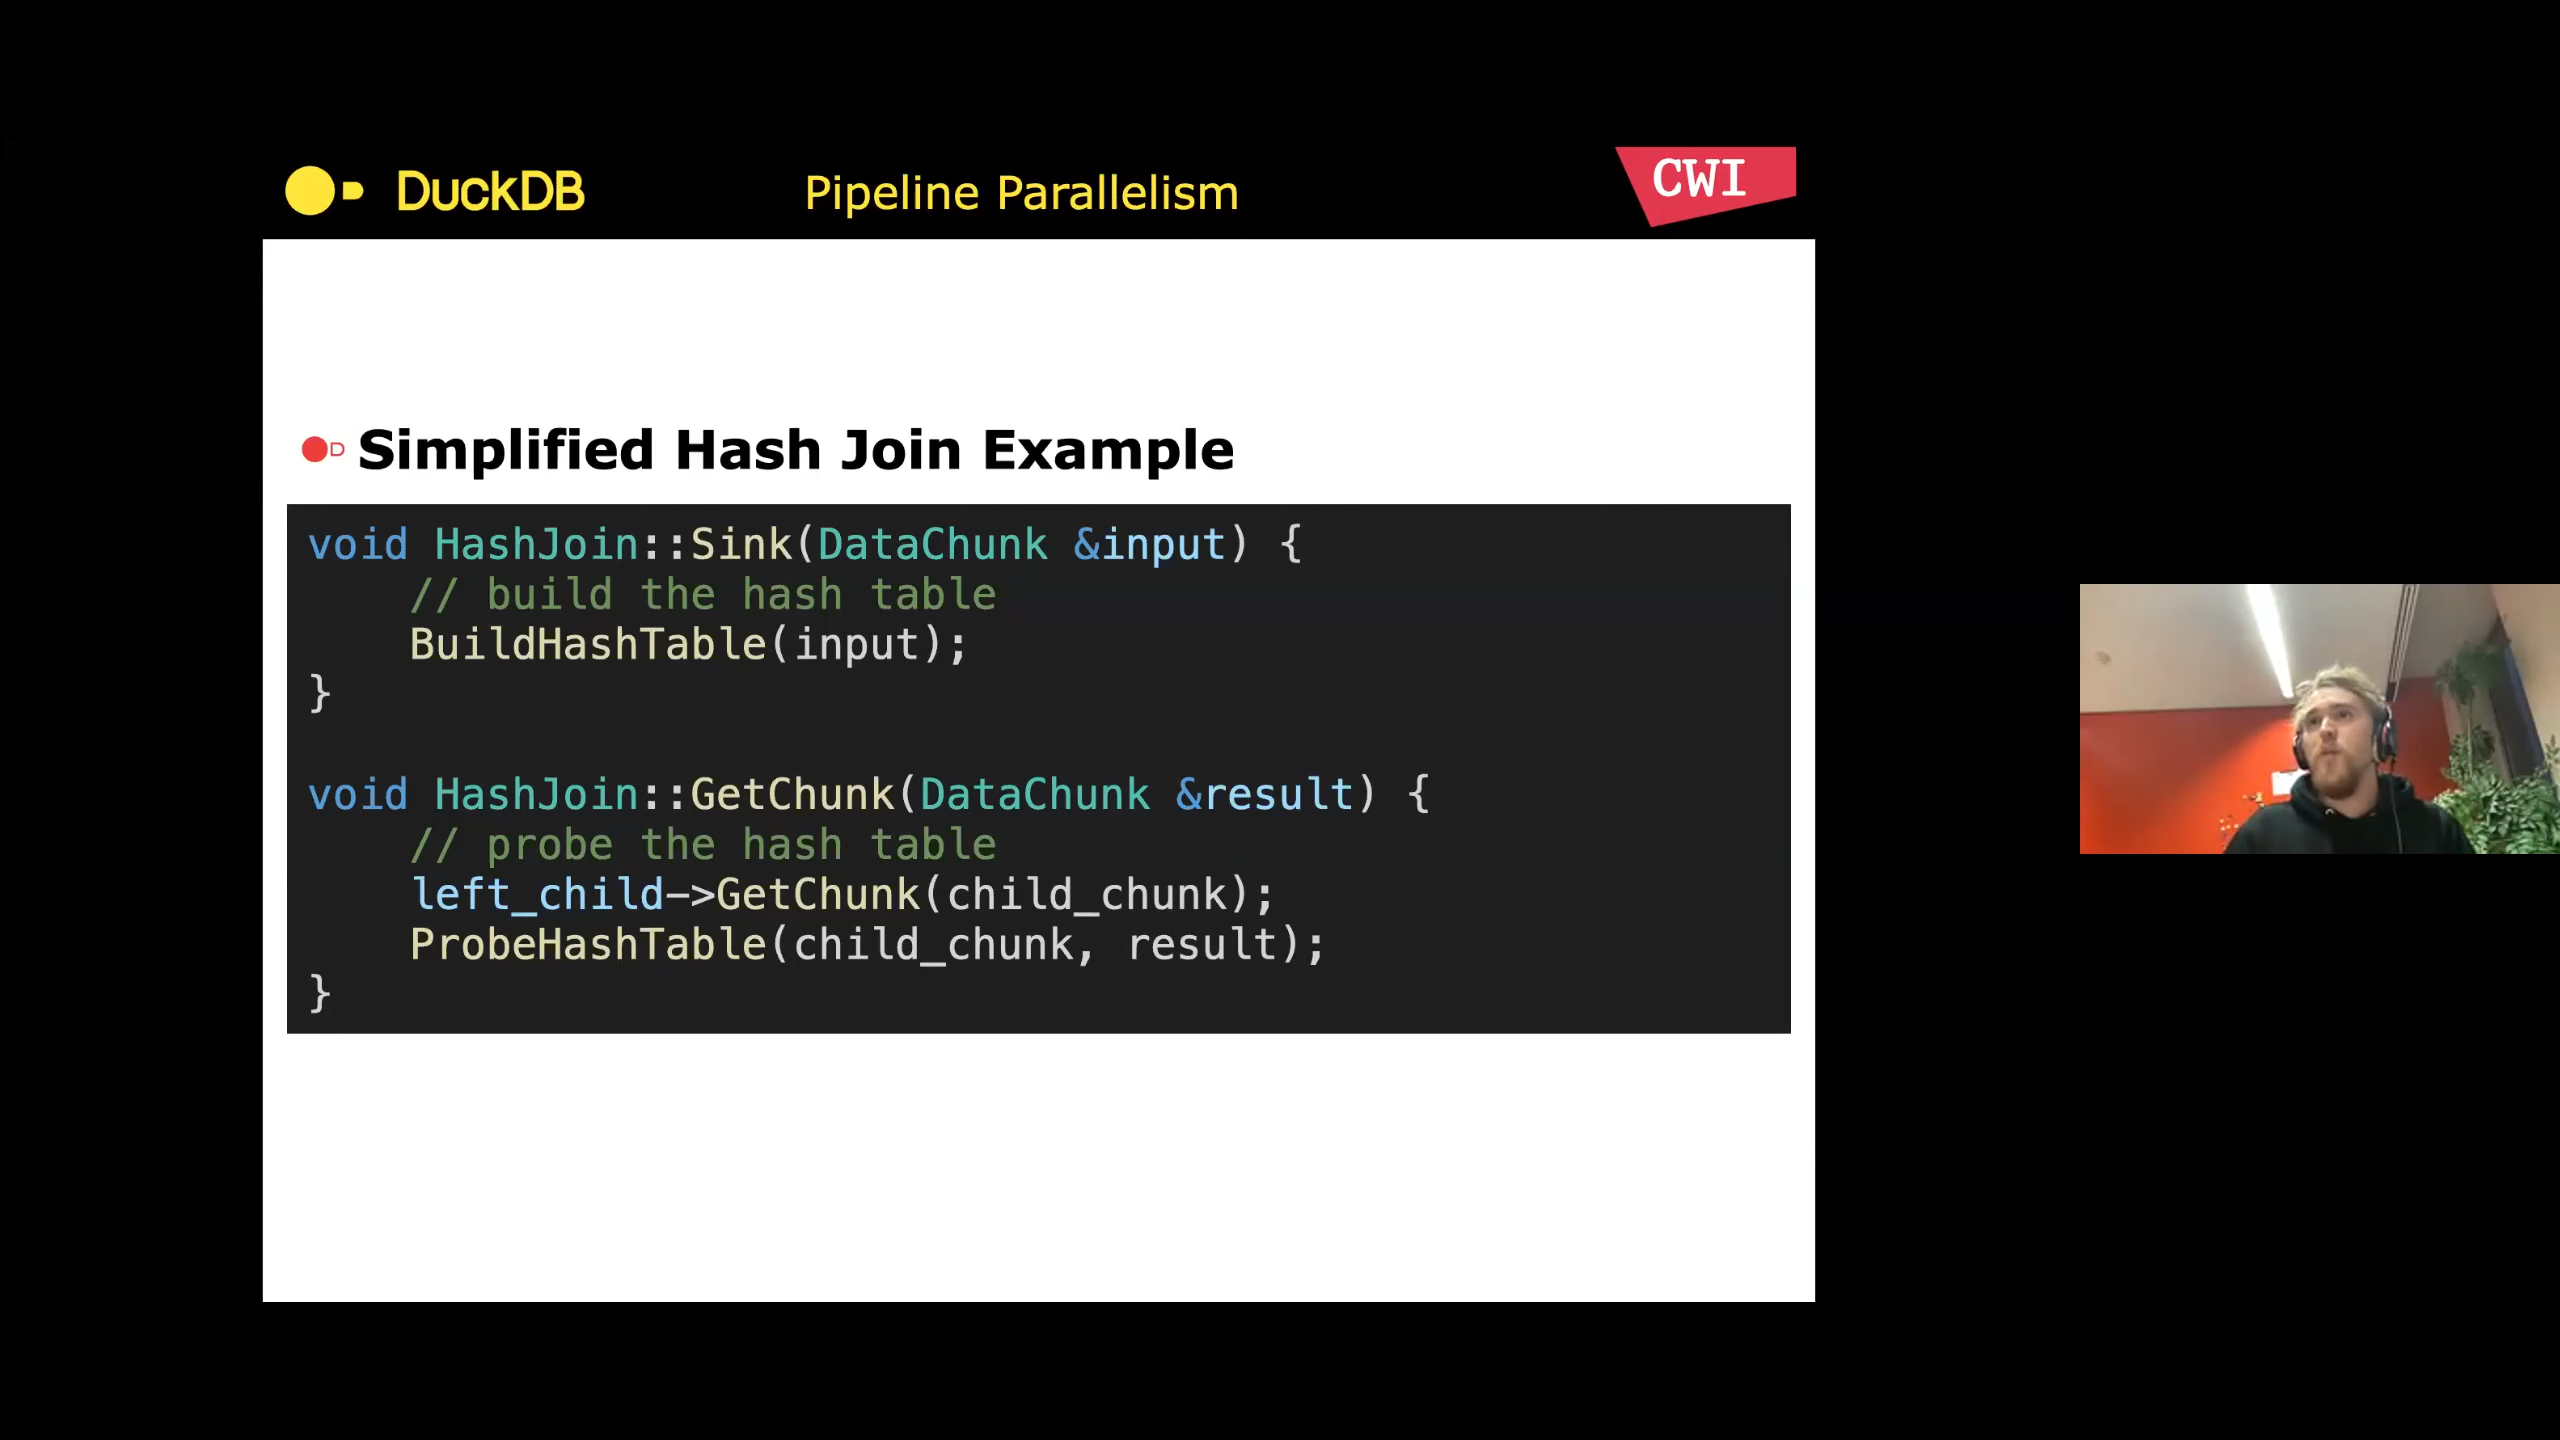 DuckDB
Pipeline Parallelism
CWI
Simplified Hash Join Example
void HashJoin::Sink(DataChunk &input) {
    // build the hash table
    BuildHashTable(input);
}

void HashJoin::GetChunk(DataChunk &result) {
    // probe the hash table
    left_child->GetChunk(child_chunk);
    ProbeHashTable(child_chunk, result);
}